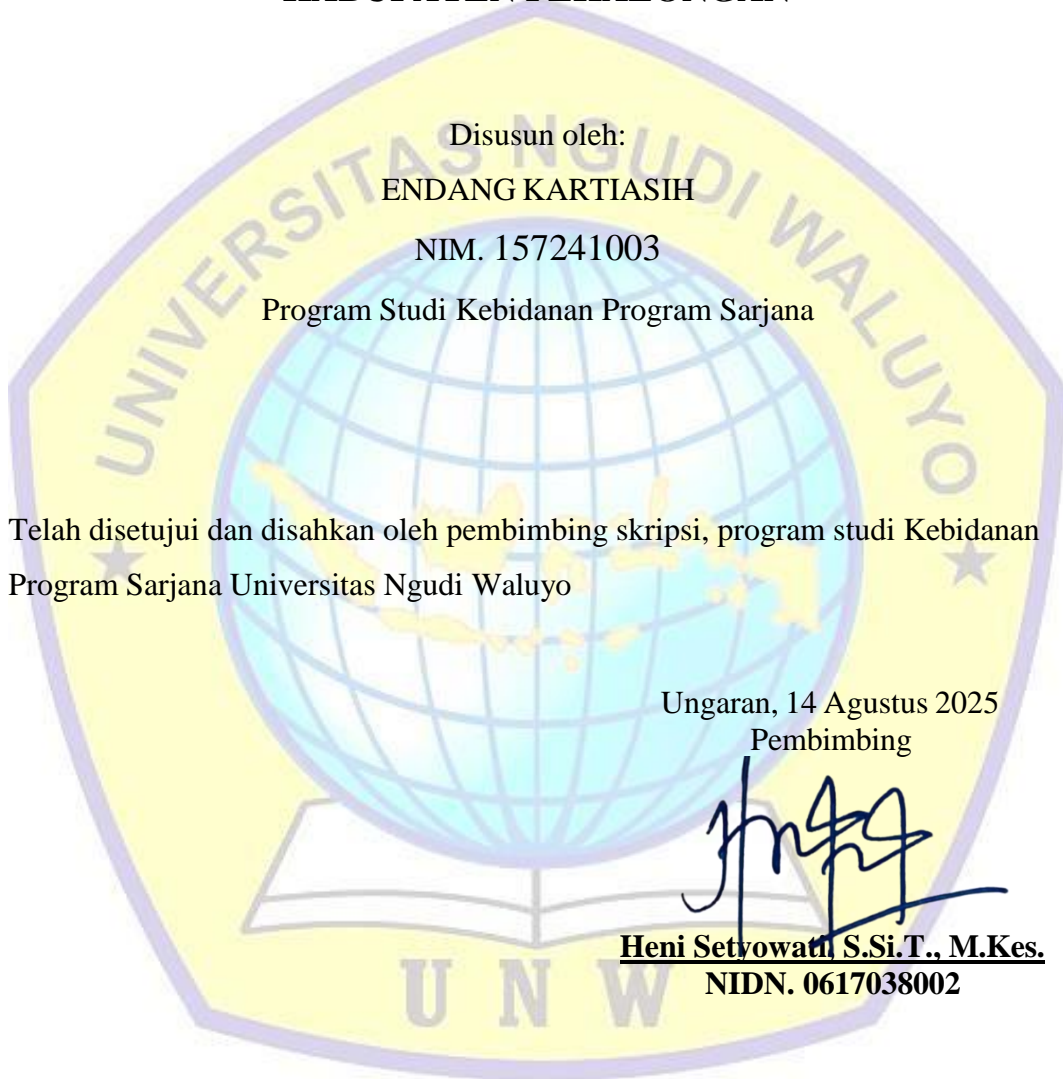 Disusun oleh:
ENDANG KARTIASIH
NIM. 157241003
Program Studi Kebidanan Program Sarjana
UNIVERSITAS NGUDI WALUYO
Telah disetujui dan disahkan oleh pembimbing skripsi, program studi Kebidanan
Program Sarjana Universitas Ngudi Waluyo
Ungaran, 14 Agustus 2025
Pembimbing
Heni Setyowati, S.Si.T., M.Kes.
NIDN. 0617038002
UNW